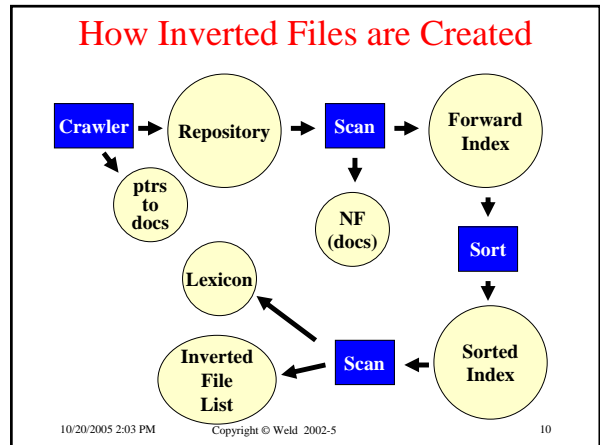 How Inverted Files are Created
Crawler
Repository
Scan
Forward
Index
ptrs
to
docs
NF
(docs)
Sort
Lexicon
Inverted
File
List
Scan
Sorted
Index
10/20/2005 2:03 PM
Copyright © Weld 2002-5
10